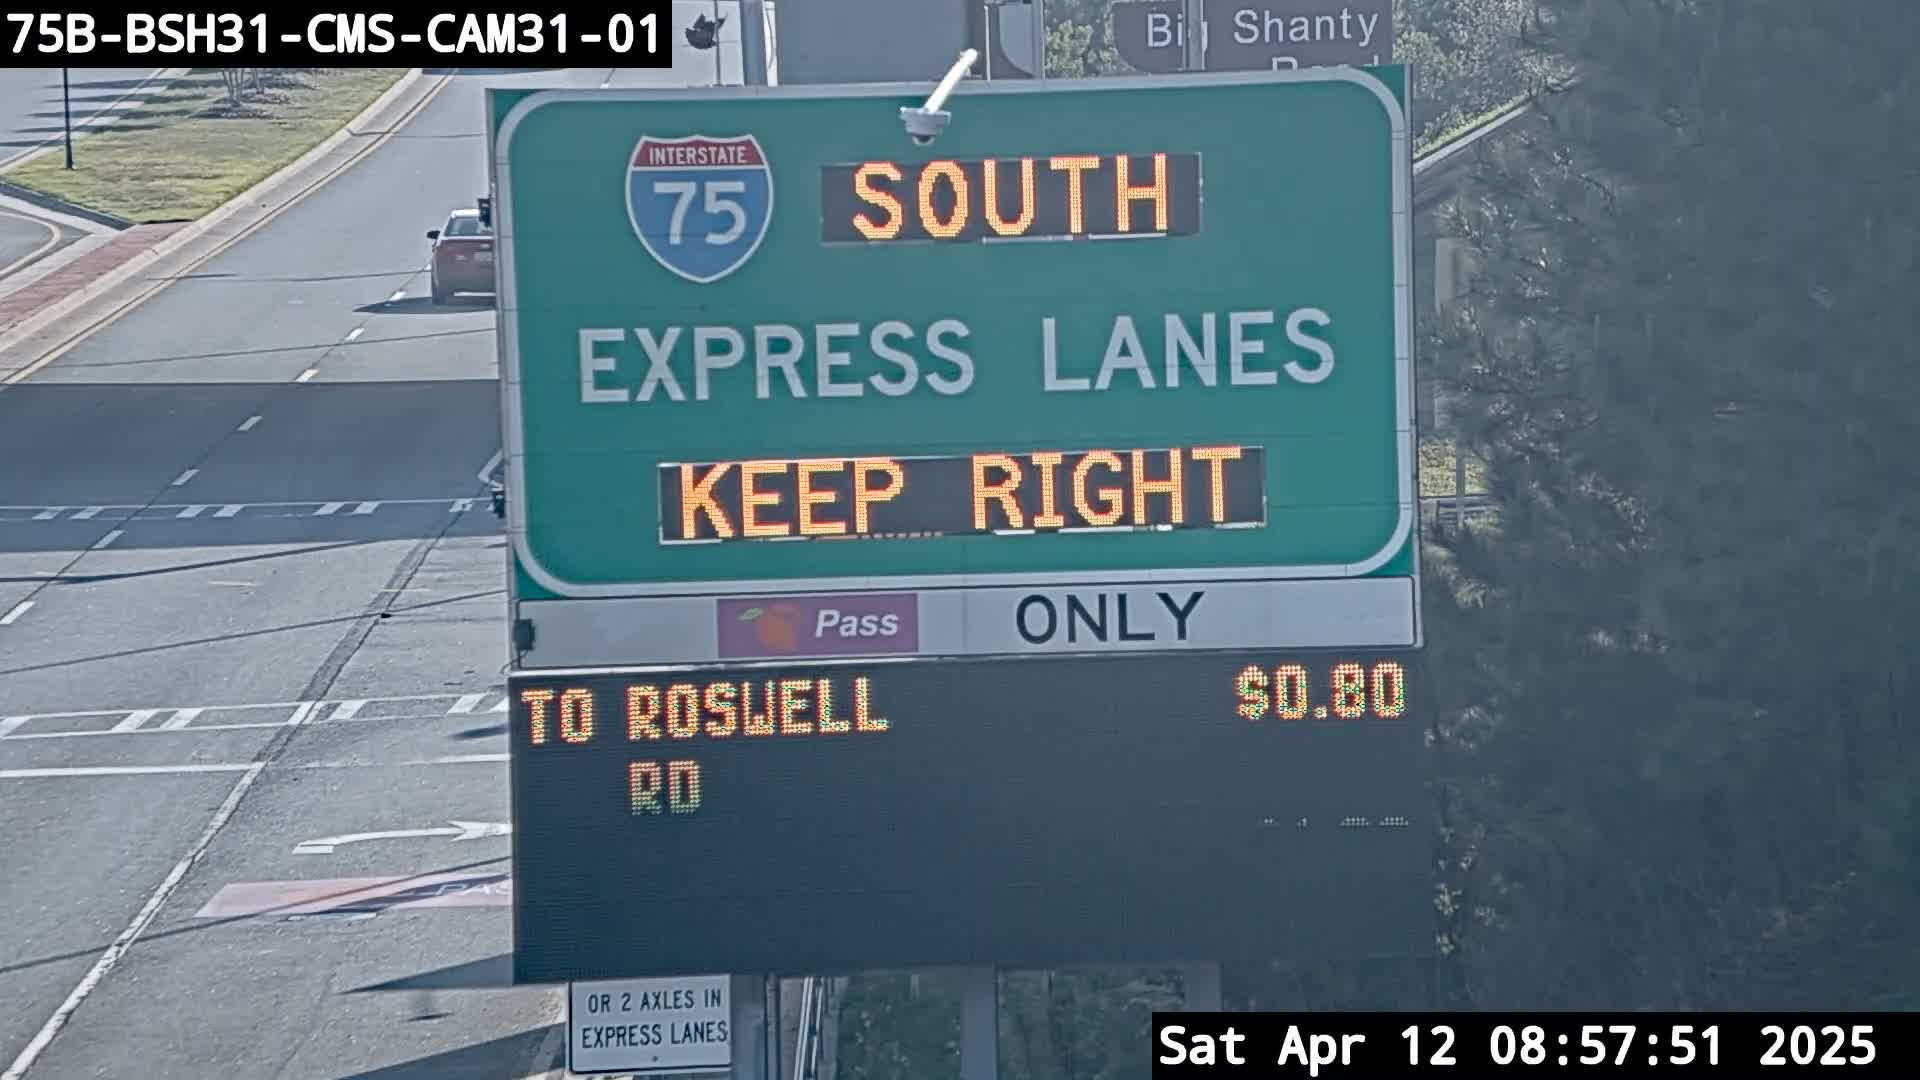 75B-BSH31-CMS-CAM31-01
Big Shanty
Road
INTERSTATE
75
SOUTH
EXPRESS LANES
KEEP RIGHT
Pass
ONLY
TO ROSWELL $0.80
RD
OR 2 AXLES IN
EXPRESS LANES
Sat Apr 12 08:57:51 2025